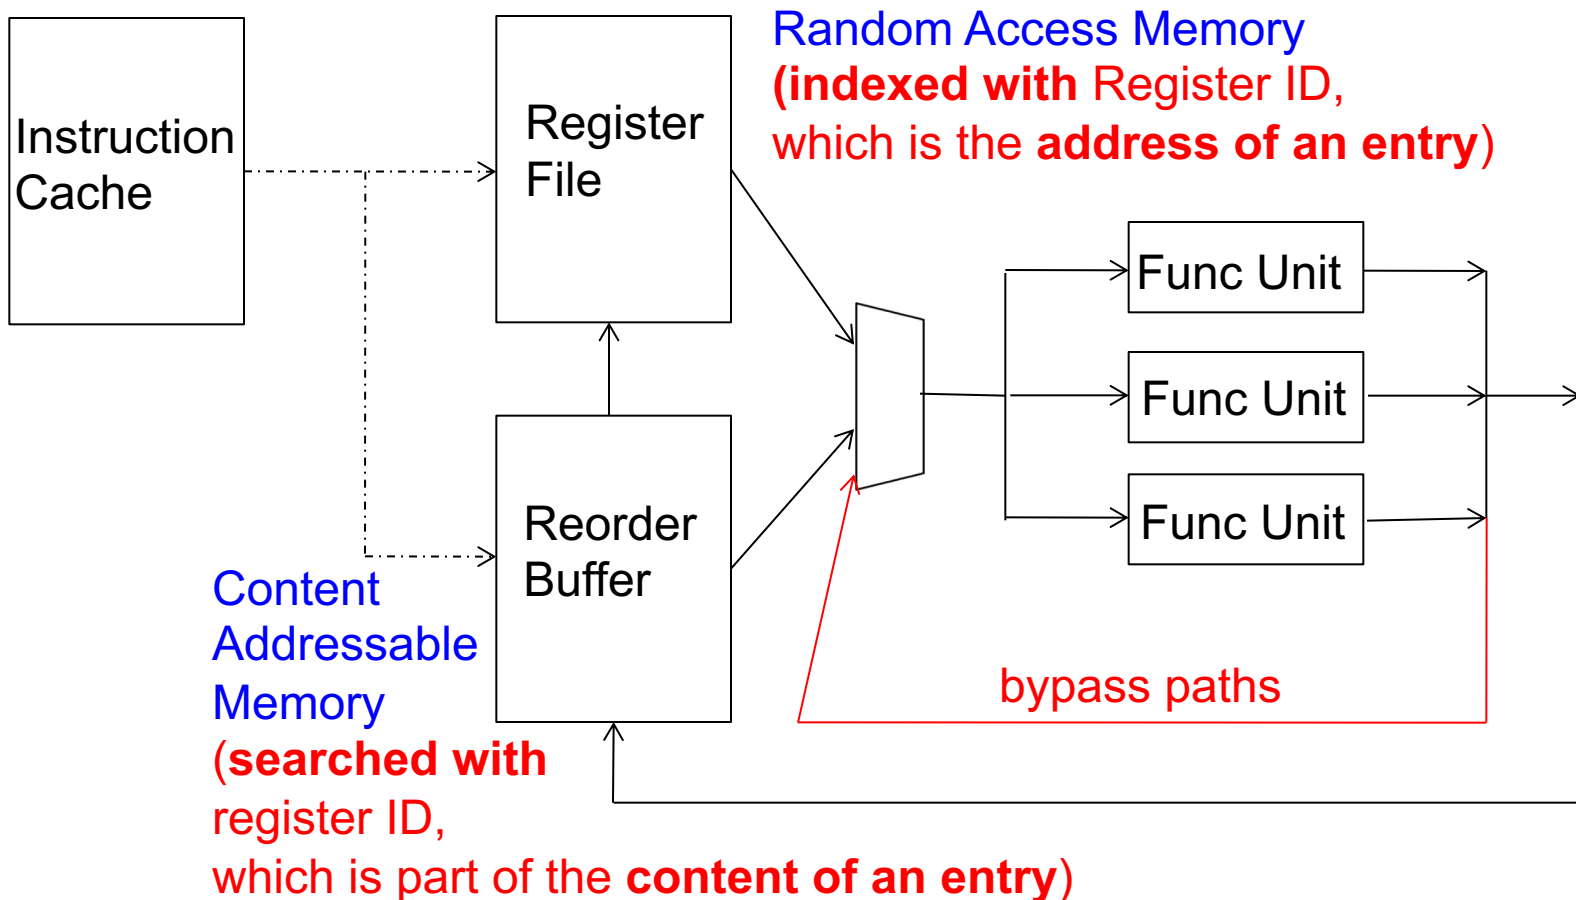 Instruction
Cache
Register
File
Random Access Memory
(indexed with Register ID,
which is the address of an entry)
Func Unit
Func Unit
Func Unit
Reorder
Buffer
Content
Addressable
Memory
(searched with
register ID,
which is part of the content of an entry)
bypass paths